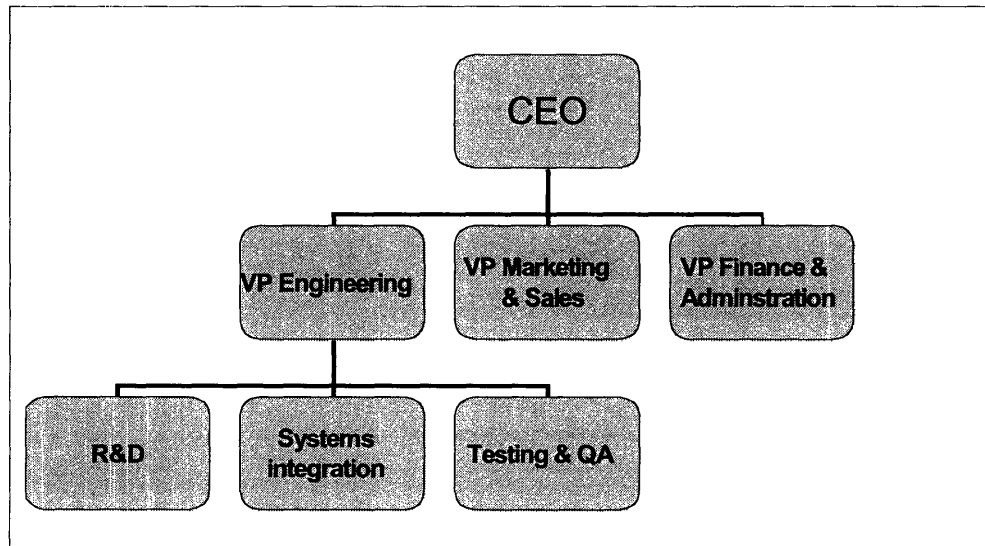 CEO
VP Engineering
VP Marketing
& Sales
VP Finance &
Adminstration
R&D
Systems
integration
Testing & QA